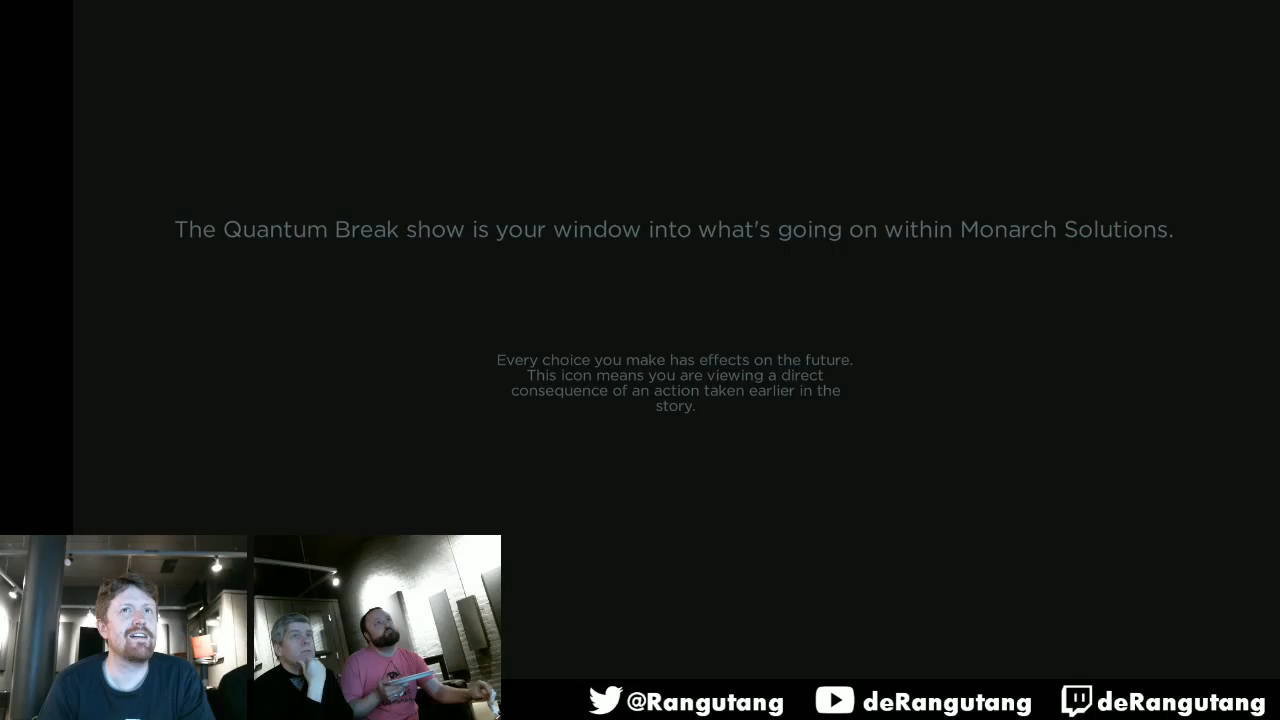 The Quantum Break show is your window into what's going on within Monarch Solutions.
Every choice you make has effects on the future.
This icon means you are viewing a direct
consequence of an action taken earlier in the
story.
@Rangutang deRangutang deRangutang